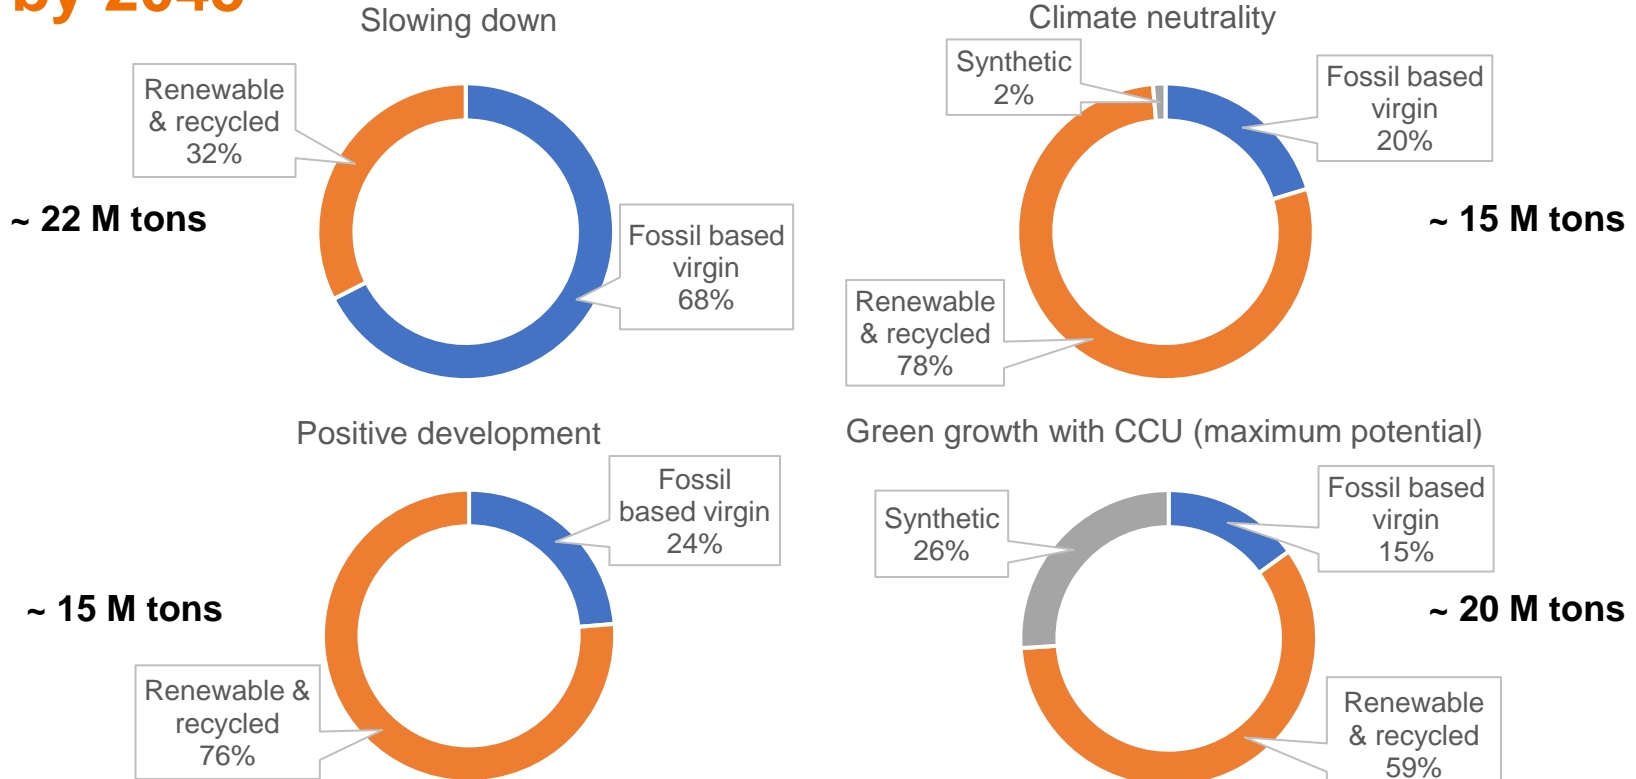 Slowing down
Renewable
& recycled
32%
~ 22 M tons
Fossil based
virgin
68%
Climate neutrality
Synthetic
2%
Fossil based
virgin
20%
~ 15 M tons
Renewable
& recycled
78%
Positive development
Fossil
based virgin
24%
~ 15 M tons
Renewable &
recycled
76%
Green growth with CCU (maximum potential)
Synthetic
26%
Fossil based
virgin
15%
~ 20 M tons
Renewable
& recycled
59%